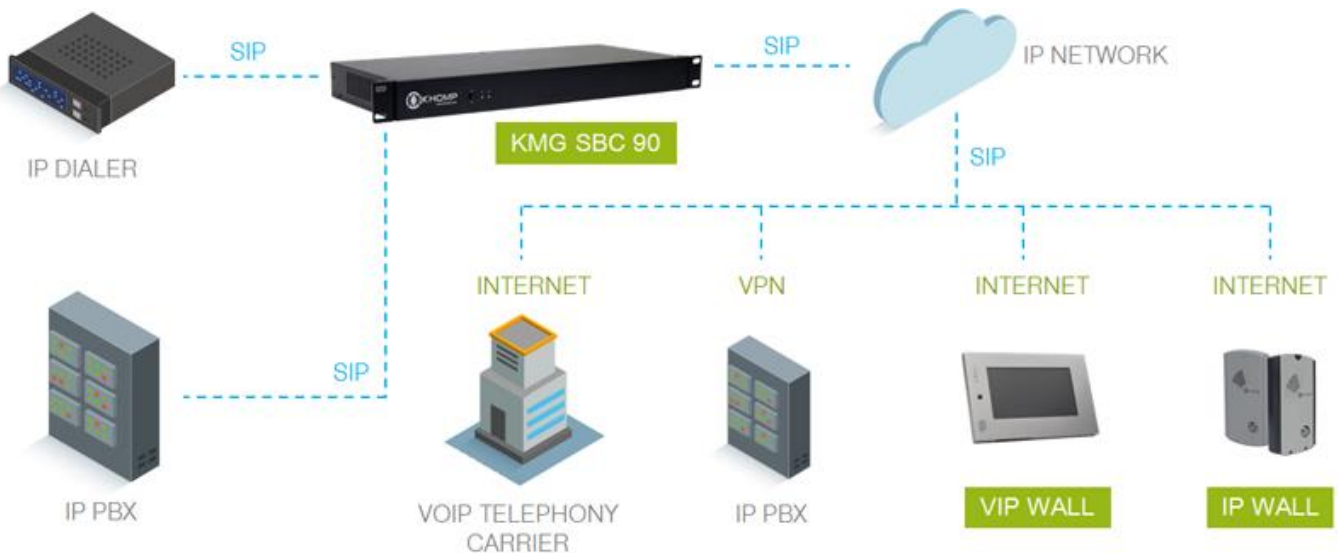 SIP
SIP
IP NETWORK
KHOMP
KMG SBC 90
IP DIALER
SIP
INTERNET
VPN
INTERNET
INTERNET
SIP
IP PBX
VOIP TELEPHONY
CARRIER
IP PBX
VIP WALL
IP WALL